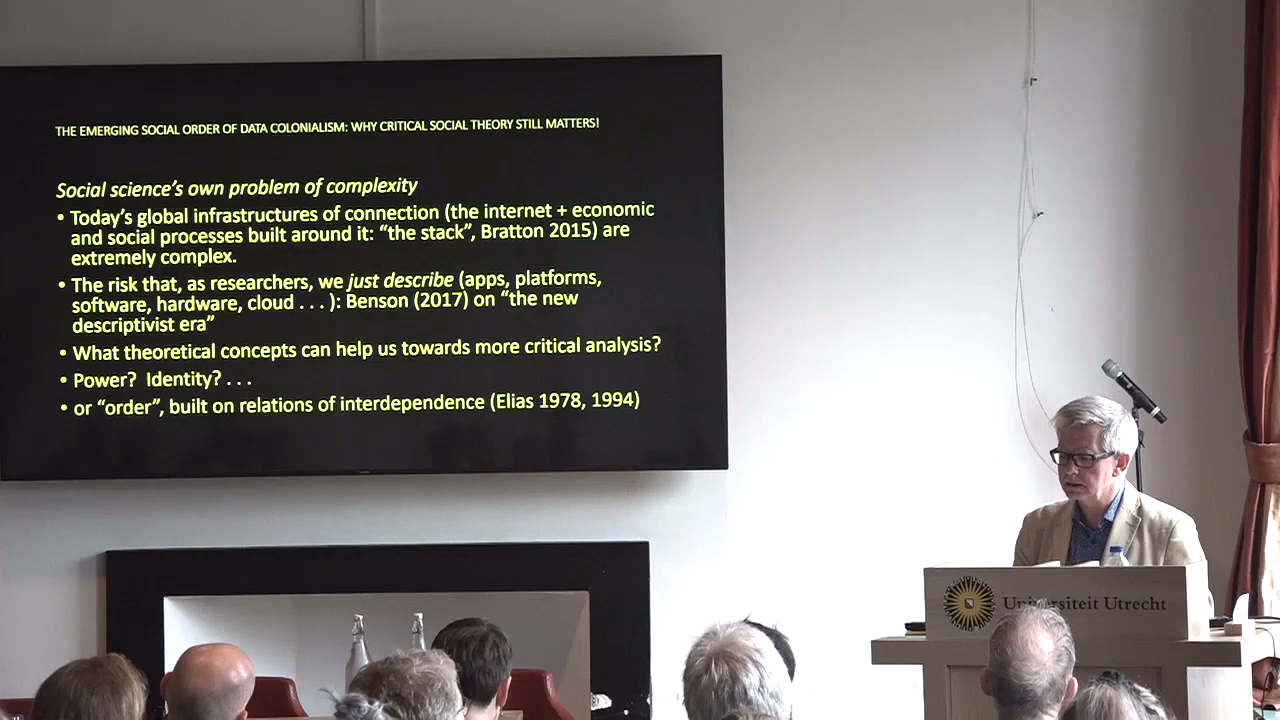 THE EMERGING SOCIAL ORDER OF DATA COLONIALISM: WHY CRITICAL SOCIAL THEORY STILL MATTERS!
Social science's own problem of complexity
• Today's global infrastructures of connection (the internet + economic
and social processes built around it: "the stack", Bratton 2015) are
extremely complex.
• The risk that, as researchers, we just describe (apps, platforms,
software, hardware, cloud . . . ): Benson (2017) on "the new
descriptivist era"
• What theoretical concepts can help us towards more critical analysis?
• Power? Identity? . . .
• or "order", built on relations of interdependence (Elias 1978, 1994)
Universiteit Utrecht